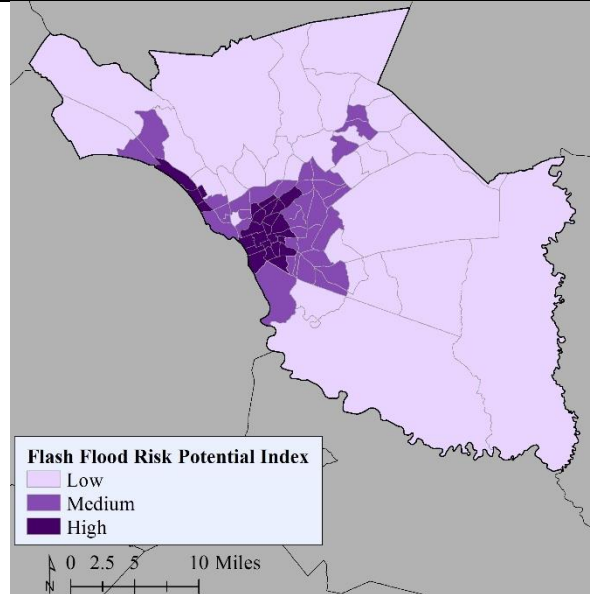 Flash Flood Risk Potential Index
Low
Medium
High
0 2.5 5 10 Miles
N